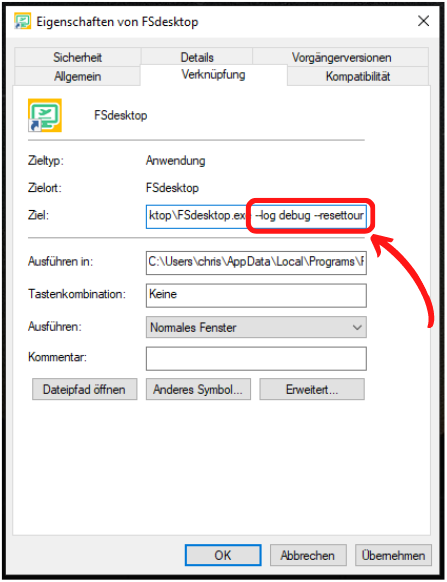 Eigenschaften von FSdesktop
Sicherheit Details Vorgängerversionen
Allgemein Verknüpfung Kompatibilität
FSdesktop
Zieltyp: Anwendung
Zielort: FSdesktop
Ziel: ktop\FSdesktop.exe --log debug --resettour
Ausführen in: C:\Users\chris\AppData\Local\Programs\F
Tastenkombination: Keine
Ausführen: Normales Fenster
Kommentar:
Dateipfad öffnen Anderes Symbol... Erweitert...
OK Abbrechen Übernehmen